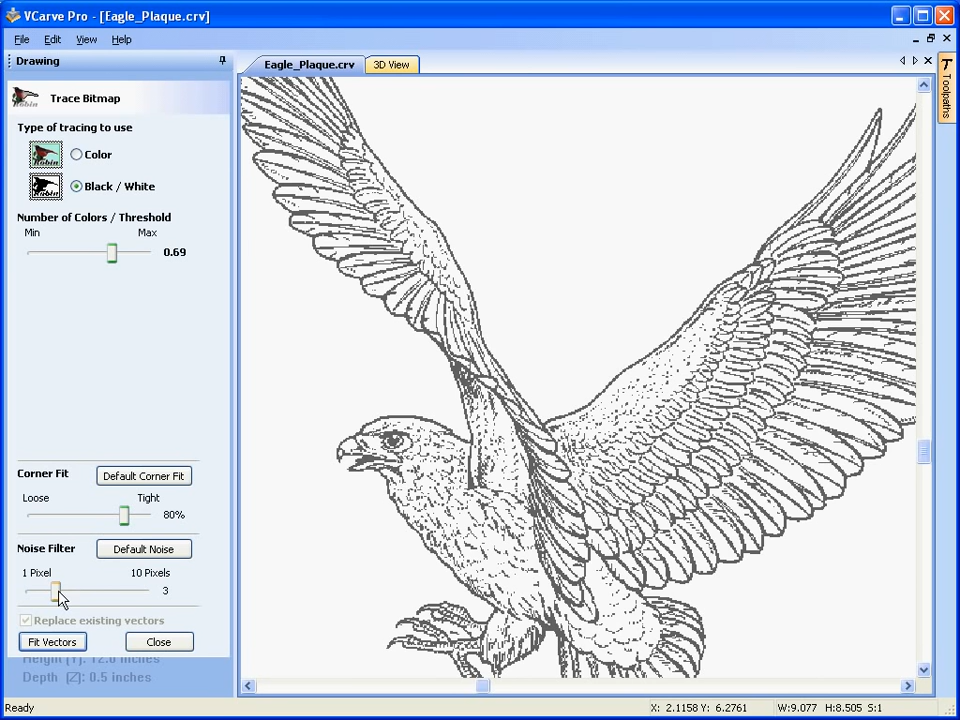 VCarve Pro - [Eagle_Plaque.crv]
File Edit View Help
Drawing
Eagle_Plaque.crv 3D View
Toolpaths
Trace Bitmap
Type of tracing to use
Robin Color
Robin Black / White
Number of Colors / Threshold
Min Max
0.69
Corner Fit Default Corner Fit
Loose Tight
80%
Noise Filter Default Noise
1 Pixel 10 Pixels
3
Replace existing vectors
Fit Vectors Close
Height (Y): 12.0 inches
Depth (Z): 0.5 inches
Ready X: 2.1158 Y: 6.2761 W:9.077 H:8.505 S:1